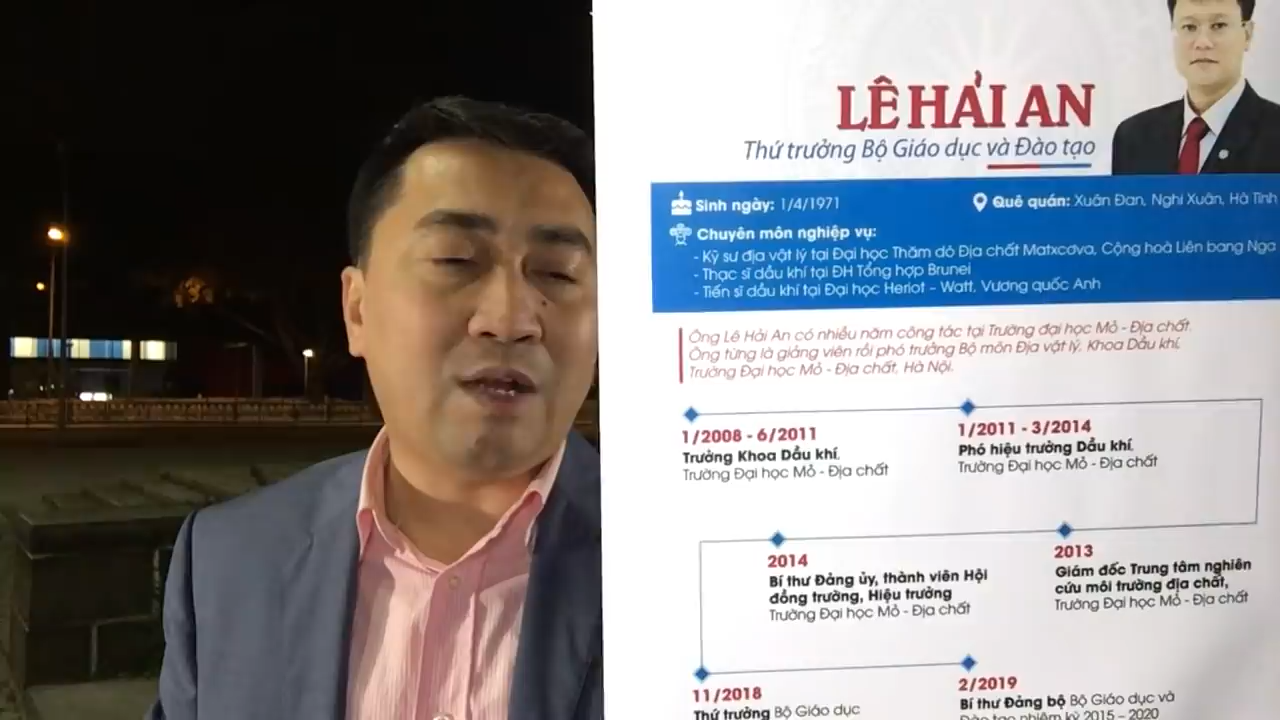 LÊ HẢI AN
Thứ trưởng Bộ Giáo dục và Đào tạo
Sinh ngày: 1/4/1971
Quê quán: Xuân Đan, Nghi Xuân, Hà Tĩnh
Chuyên môn nghiệp vụ:
- Kỹ sư địa vật lý tại Đại học Thăm dò Địa chất Matxcơva, Cộng hoà Liên bang Nga
- Thạc sĩ dầu khí tại ĐH Tổng hợp Brunei
- Tiến sĩ dầu khí tại Đại học Heriot - Watt, Vương quốc Anh
Ông Lê Hải An có nhiều năm công tác tại Trường đại học Mỏ - Địa chất.
Ông từng là giảng viên rồi phó trưởng Bộ môn Địa vật lý, Khoa Dầu khí,
Trường Đại học Mỏ - Địa chất, Hà Nội.
1/2008 - 6/2011
Trưởng Khoa Dầu khí,
Trường Đại học Mỏ - Địa chất
1/2011 - 3/2014
Phó hiệu trưởng Dầu khí,
Trường Đại học Mỏ - Địa chất
2014
Bí thư Đảng ủy, thành viên Hội
đồng trường, Hiệu trưởng
Trường Đại học Mỏ - Địa chất
2013
Giám đốc Trung tâm nghiên
cứu môi trường địa chất,
Trường Đại học Mỏ - Địa chất
11/2018
Thứ trưởng Bộ Giáo dục
2/2019
Bí thư Đảng bộ Bộ Giáo dục và
Đào tạo nhiệm kỳ 2015 - 2020